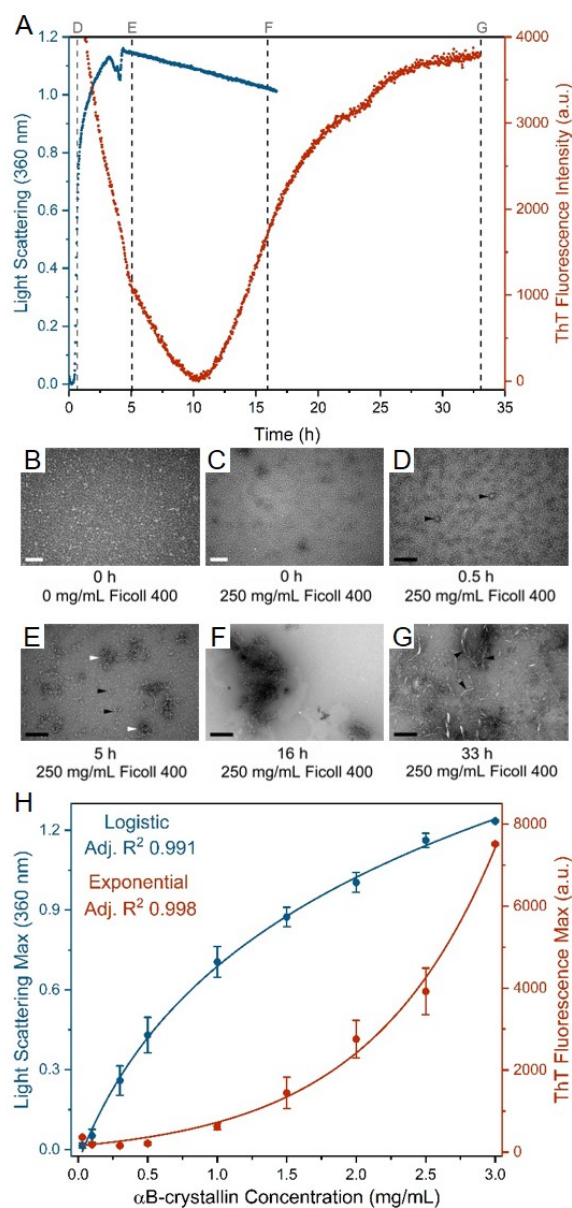 A
D E F G
1.2
1.0
0.8
0.6
0.4
0.2
0.0
Light Scattering (360 nm)
4000
3000
2000
1000
0
ThT Fluorescence Intensity (a.u.)
0 5 10 15 20 25 30 35
Time (h)
B
0 h
0 mg/mL Ficoll 400
C
0 h
250 mg/mL Ficoll 400
D
0.5 h
250 mg/mL Ficoll 400
E
5 h
250 mg/mL Ficoll 400
F
16 h
250 mg/mL Ficoll 400
G
33 h
250 mg/mL Ficoll 400
H
Logistic
Adj. R² 0.991
Exponential
Adj. R² 0.998
1.2
0.9
0.6
0.3
0.0
Light Scattering Max (360 nm)
8000
6000
4000
2000
0
ThT Fluorescence Max (a.u.)
0.0 0.5 1.0 1.5 2.0 2.5 3.0
αB-crystallin Concentration (mg/mL)